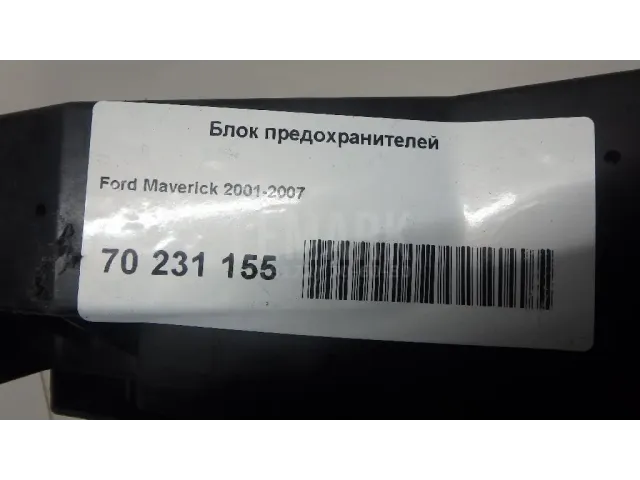 Блок предохранителей
Ford Maverick 2001-2007
70 231 155